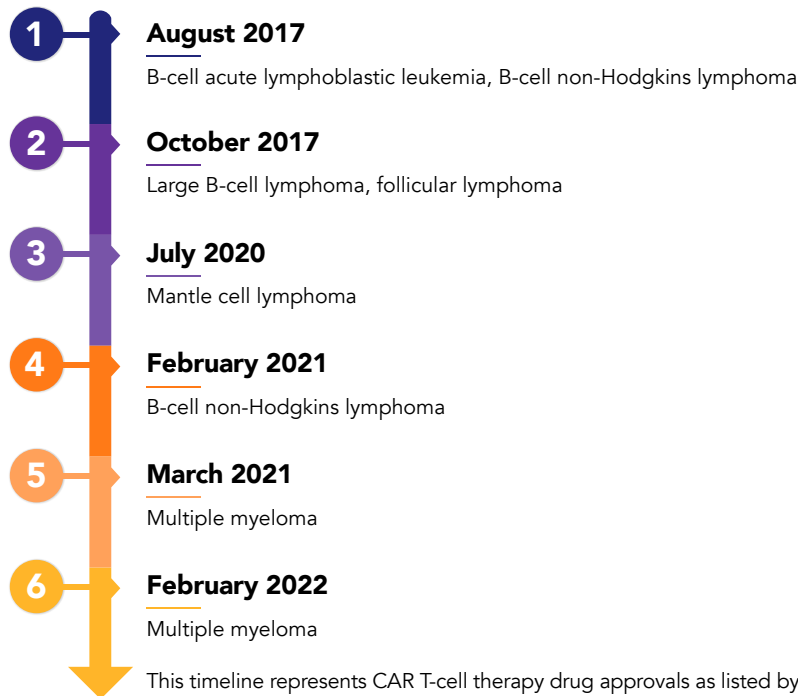 1
August 2017
B-cell acute lymphoblastic leukemia, B-cell non-Hodgkins lymphoma
2
October 2017
Large B-cell lymphoma, follicular lymphoma
3
July 2020
Mantle cell lymphoma
4
February 2021
B-cell non-Hodgkins lymphoma
5
March 2021
Multiple myeloma
6
February 2022
Multiple myeloma
This timeline represents CAR T-cell therapy drug approvals as listed by